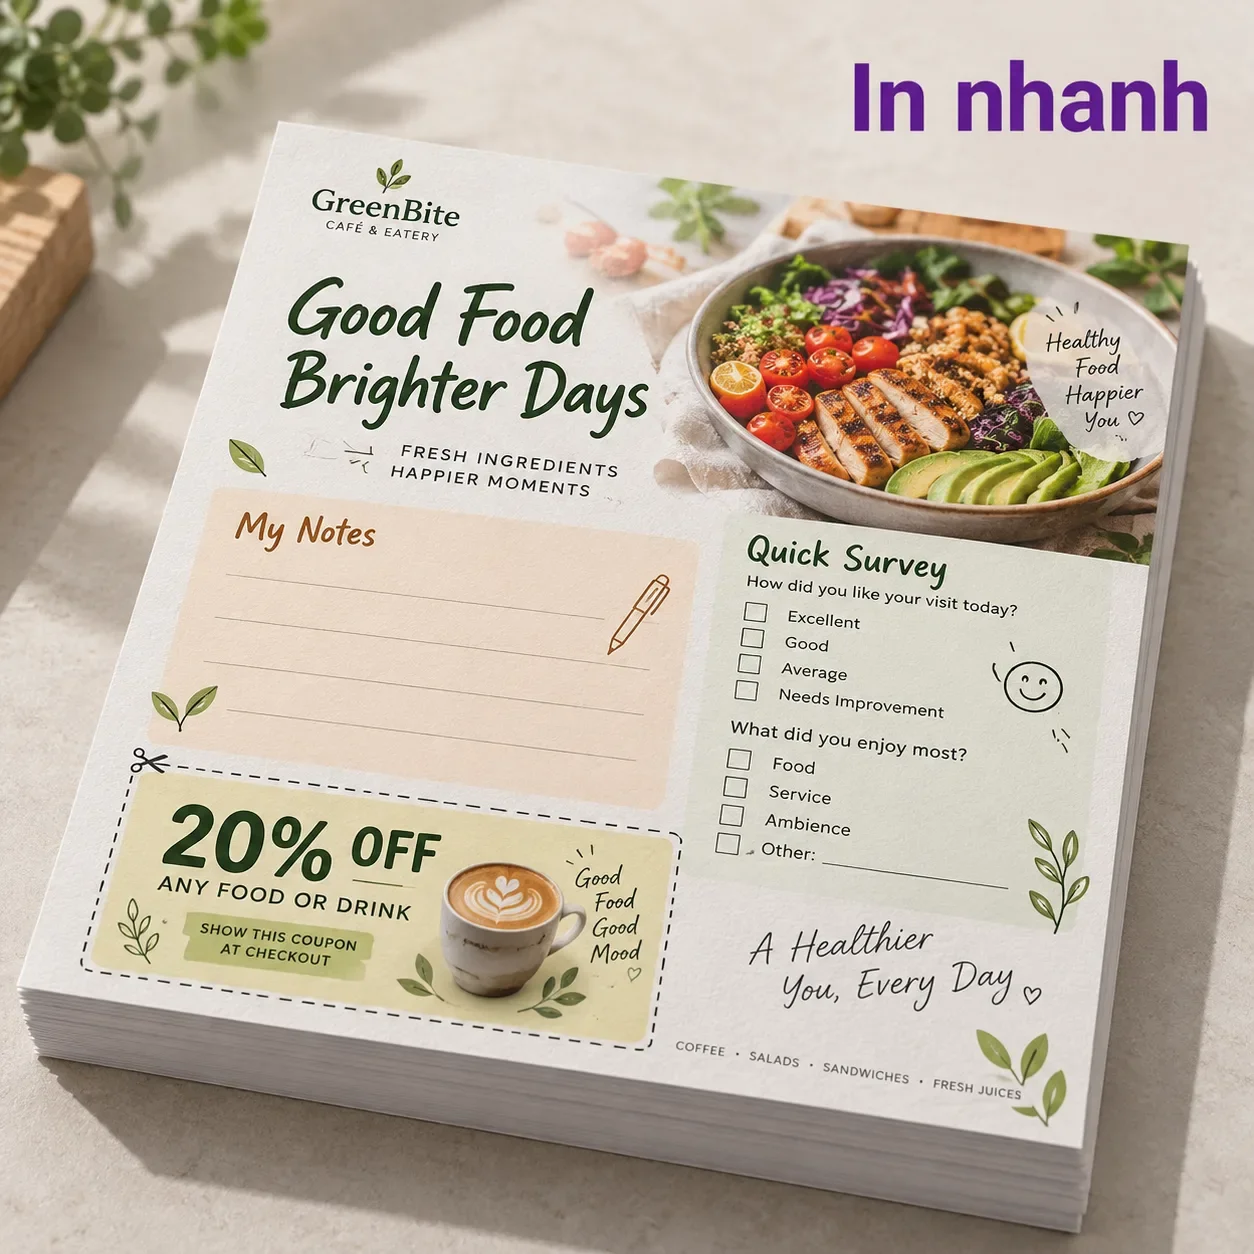 In nhanh
GreenBite
CAFÉ & EATERY
Good Food
Brighter Days
FRESH INGREDIENTS
HAPPIER MOMENTS
Healthy
Food
Happier
You ♡
My Notes
Quick Survey
How did you like your visit today?
Excellent
Good
Average
Needs Improvement
What did you enjoy most?
Food
Service
Ambience
Other:
20% OFF
ANY FOOD OR DRINK
SHOW THIS COUPON
AT CHECKOUT
Good
Food
Good
Mood
A Healthier
You, Every Day ♡
COFFEE • SALADS • SANDWICHES • FRESH JUICES